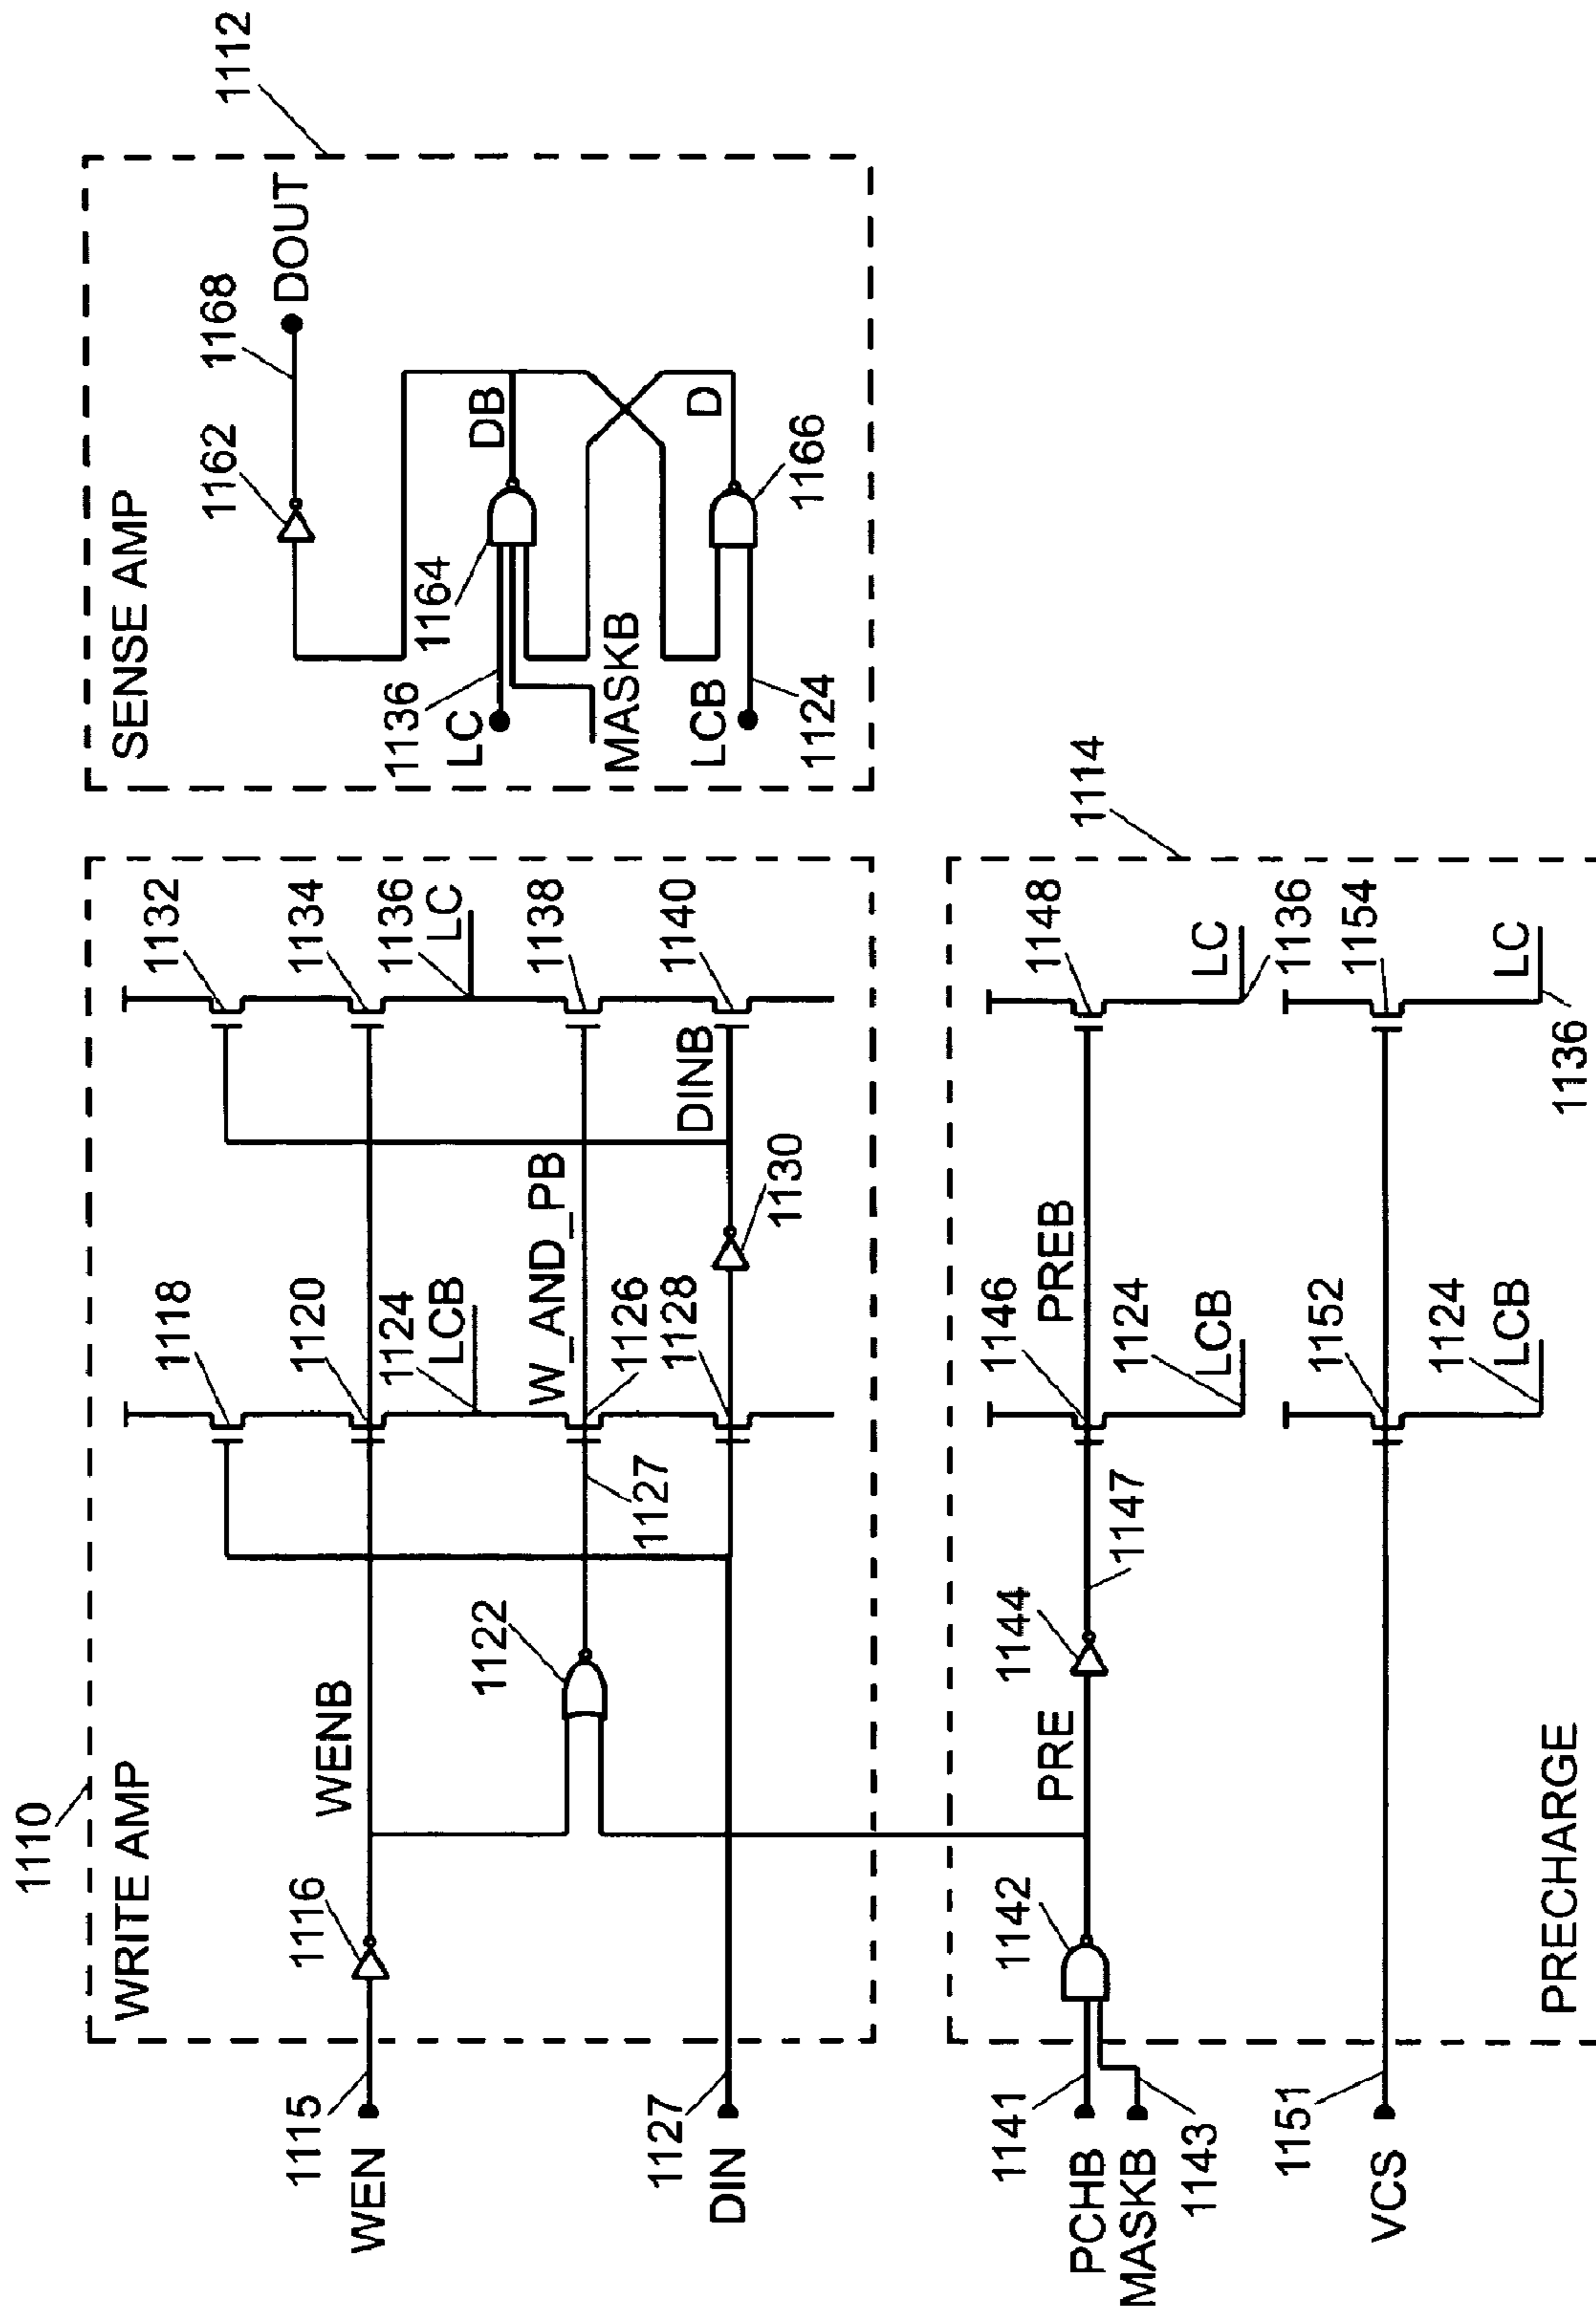 1110
WRITE AMP
1115
WEN
1116
WENB
1122
1127
DIN
1118
1120
1124
LCB
W_AND_PB
1126
1127
1128
1130
DINB
1132
1134
1136
LC
1138
1140
1112
SENSE AMP
1162
1168
DOUT
1164
DB
1136
LC
MASKB
LCB
1124
D
1166
1114
PRECHARGE
1141
PCHB
MASKB
1143
1142
PRE
1144
1147
1146
PREB
1124
LCB
1148
LC
1136
1151
VCS
1152
1124
LCB
1154
LC
1136